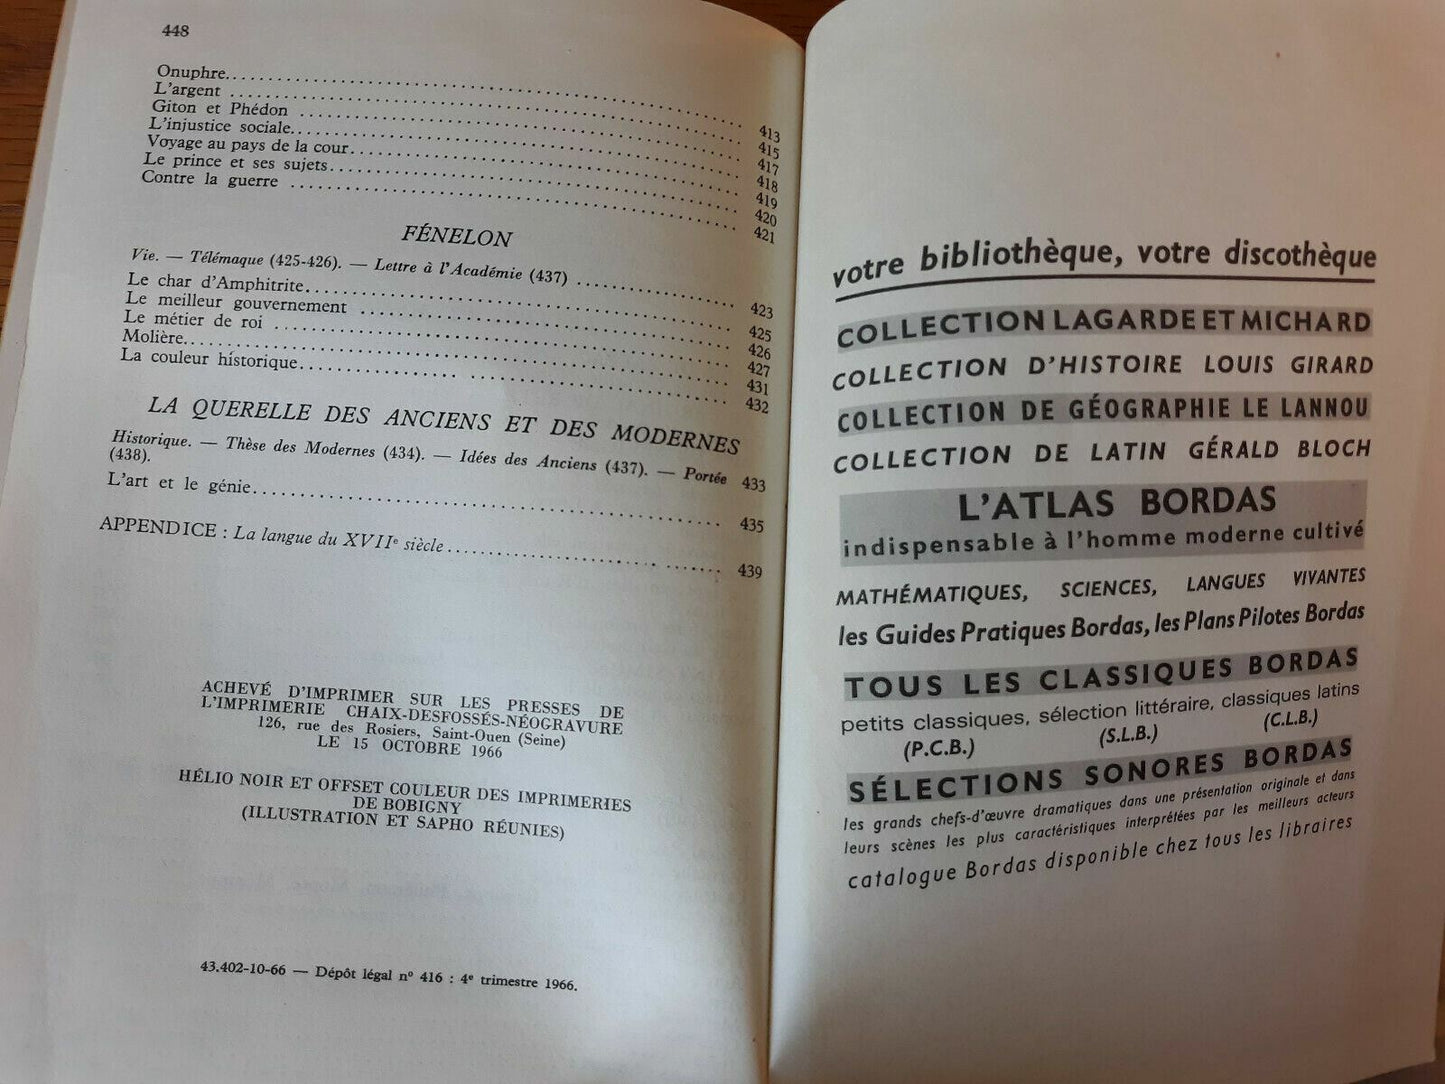 448
Onuphre.......... 413
L'argent .......... 415
Giton et Phédon .......... 417
L'injustice sociale.......... 418
Voyage au pays de la cour.......... 419
Le prince et ses sujets.......... 420
Contre la guerre .......... 421
FÉNELON
Vie. — Télémaque (425-426). — Lettre à l'Académie (437) .......... 423
Le char d'Amphitrite.......... 425
Le meilleur gouvernement .......... 426
Le métier de roi .......... 427
Molière.......... 431
La couleur historique.......... 432
LA QUERELLE DES ANCIENS ET DES MODERNES
Historique. — Thèse des Modernes (434). — Idées des Anciens (437). — Portée 433
(438).
L'art et le génie.......... 435
APPENDICE : La langue du XVIIe siècle.......... 439
ACHEVÉ D'IMPRIMER SUR LES PRESSES DE
L'IMPRIMERIE CHAIX-DESFOSSÉS-NÉOGRAVURE
126, rue des Rosiers, Saint-Ouen (Seine)
LE 15 OCTOBRE 1966
HÉLIO NOIR ET OFFSET COULEUR DES IMPRIMERIES
DE BOBIGNY
(ILLUSTRATION ET SAPHO RÉUNIES)
43.402-10-66 — Dépôt légal nº 416 : 4e trimestre 1966.
votre bibliothèque, votre discothèque
COLLECTION LAGARDE ET MICHARD
COLLECTION D'HISTOIRE LOUIS GIRARD
COLLECTION DE GÉOGRAPHIE LE LANNOU
COLLECTION DE LATIN GÉRALD BLOCH
L'ATLAS BORDAS
indispensable à l'homme moderne cultivé
MATHÉMATIQUES, SCIENCES, LANGUES VIVANTES
les Guides Pratiques Bordas, les Plans Pilotes Bordas
TOUS LES CLASSIQUES BORDAS
petits classiques, sélection littéraire, classiques latins
(P.C.B.) (S.L.B.) (C.L.B.)
SÉLECTIONS SONORES BORDAS
les grands chefs-d'œuvre dramatiques dans une présentation originale et dans
leurs scènes les plus caractéristiques interprétées par les meilleurs acteurs
catalogue Bordas disponible chez tous les libraires